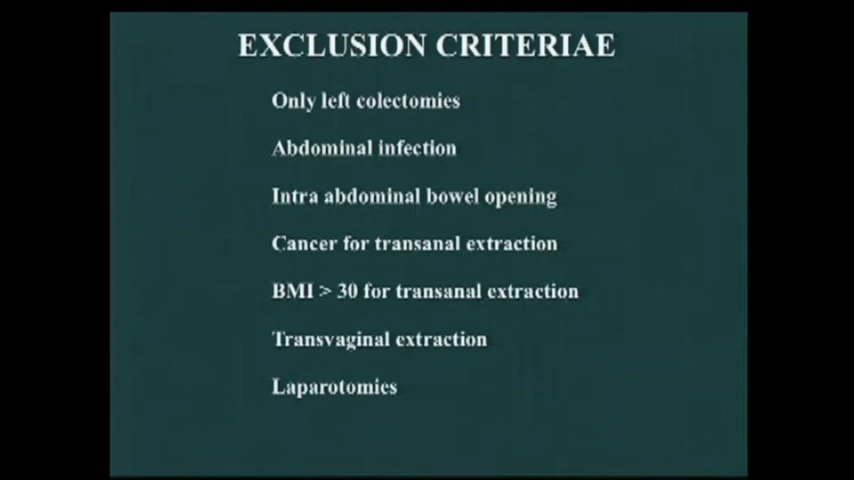 EXCLUSION CRITERIAE
Only left colectomies
Abdominal infection
Intra abdominal bowel opening
Cancer for transanal extraction
BMI > 30 for transanal extraction
Transvaginal extraction
Laparotomies